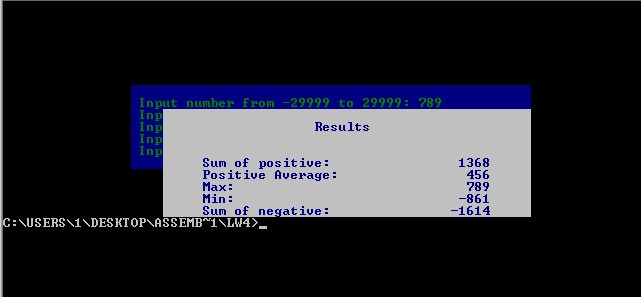 Input number from -29999 to 29999: 789
Inp
Inp
Inp
Inp
Results
Sum of positive: 1368
Positive Average: 456
Max: 789
Min: -861
Sum of negative: -1614
C:\USERS\1\DESKTOP\ASSEMB~1\LW4>_